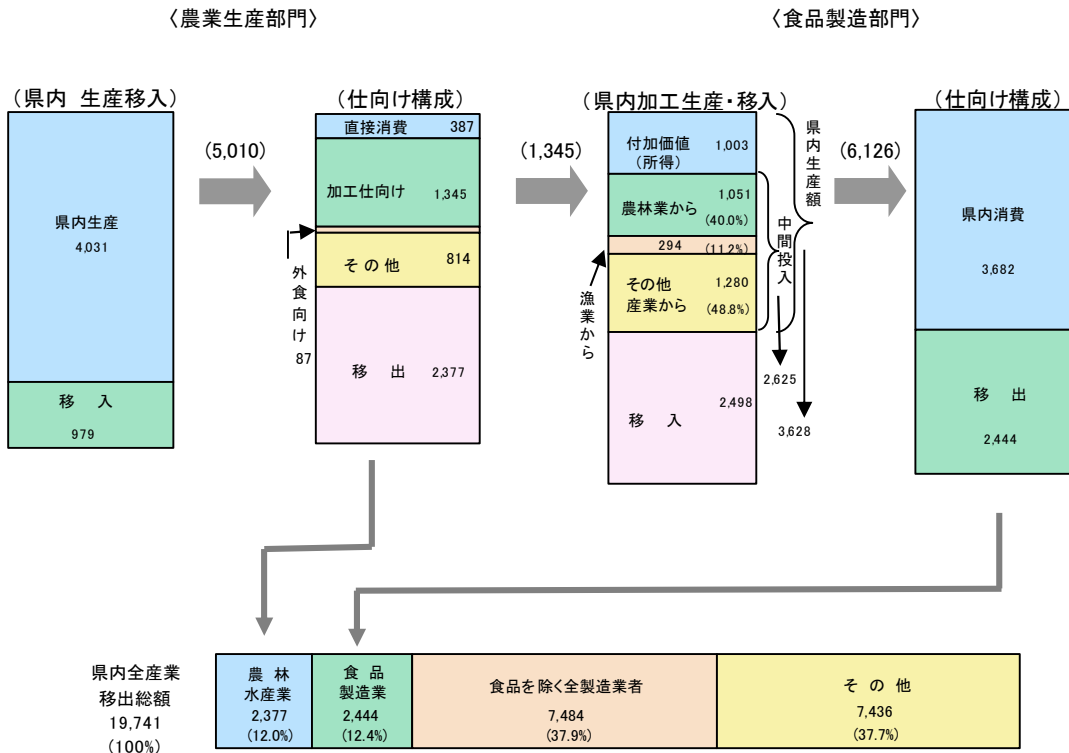 〈農業生産部門〉
〈食品製造部門〉
(県内 生産移入)
県内生産
4,031
移 入
979
(5,010)
(仕向け構成)
直接消費 387
加工仕向け 1,345
その他 814
移 出 2,377
外食向け
87
(1,345)
(県内加工生産・移入)
付加価値
(所得)
1,003
農林業から
1,051
(40.0%)
294 (11.2%)
その他
産業から
1,280
(48.8%)
移 入
2,498
漁業から
中間投入
2,625
県内生産額
3,628
(6,126)
(仕向け構成)
県内消費
3,682
移 出
2,444
県内全産業
移出総額
19,741
(100%)
農 林
水産業
2,377
(12.0%)
食 品
製造業
2,444
(12.4%)
食品を除く全製造業者
7,484
(37.9%)
そ の 他
7,436
(37.7%)